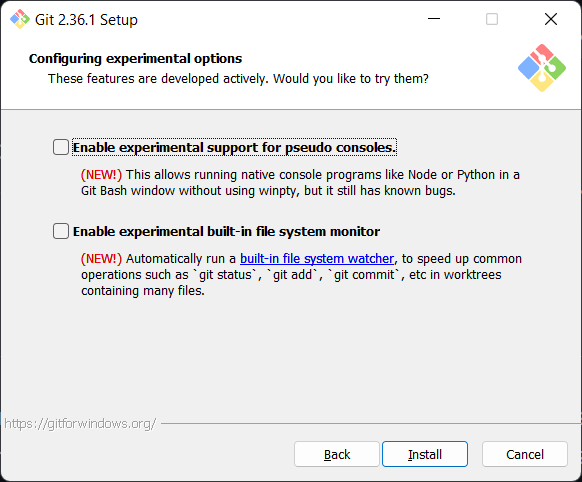 Git 2.36.1 Setup
Configuring experimental options
These features are developed actively. Would you like to try them?
Enable experimental support for pseudo consoles.
(NEW!) This allows running native console programs like Node or Python in a
Git Bash window without using winpty, but it still has known bugs.
Enable experimental built-in file system monitor
(NEW!) Automatically run a built-in file system watcher, to speed up common
operations such as `git status`, `git add`, `git commit`, etc in worktrees
containing many files.
https://gitforwindows.org/
Back Install Cancel